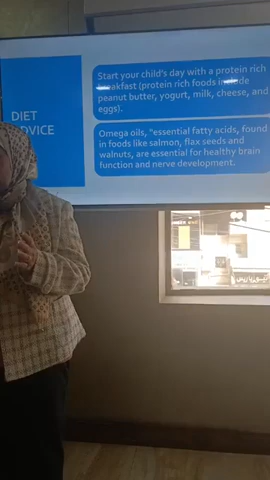 DIET
ADVICE
Start your child's day with a protein rich
breakfast (protein rich foods include
peanut butter, yogurt, milk, cheese, and
eggs).
Omega oils, "essential fatty acids, found
in foods like salmon, flax seeds and
walnuts, are essential for healthy brain
function and nerve development.